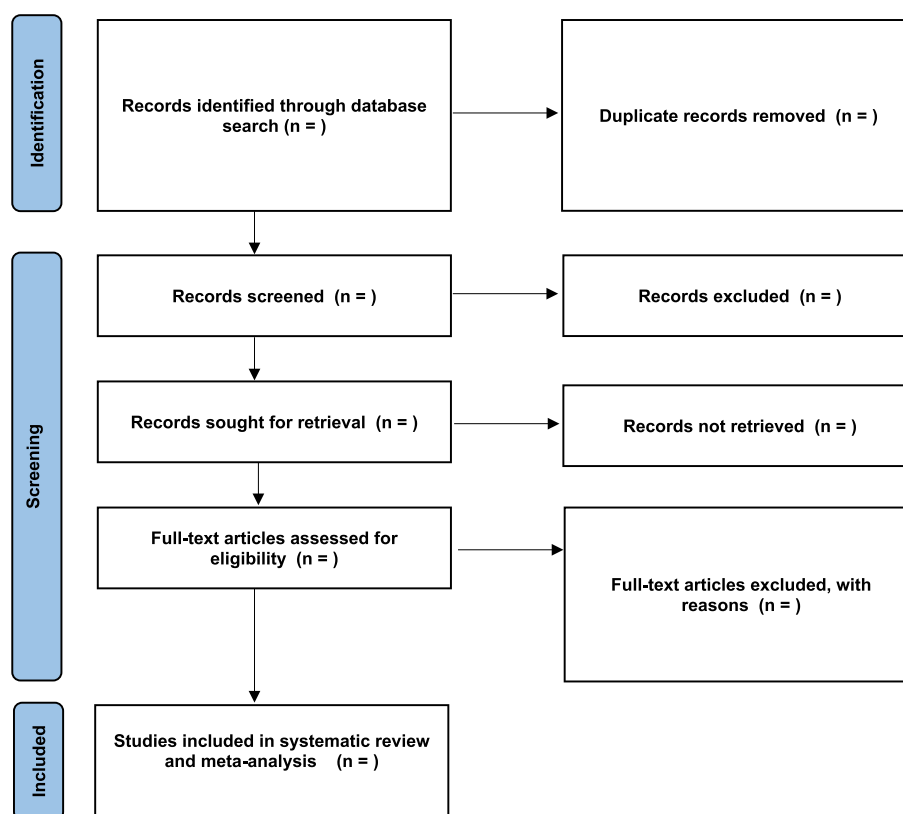 Identification
Records identified through database
search (n = )
Duplicate records removed  (n = )
Screening
Records screened  (n = )
Records excluded  (n = )
Records sought for retrieval  (n = )
Records not retrieved  (n = )
Full-text articles assessed for
eligibility  (n = )
Full-text articles excluded, with
reasons  (n = )
Included
Studies included in systematic review
and meta-analysis    (n = )